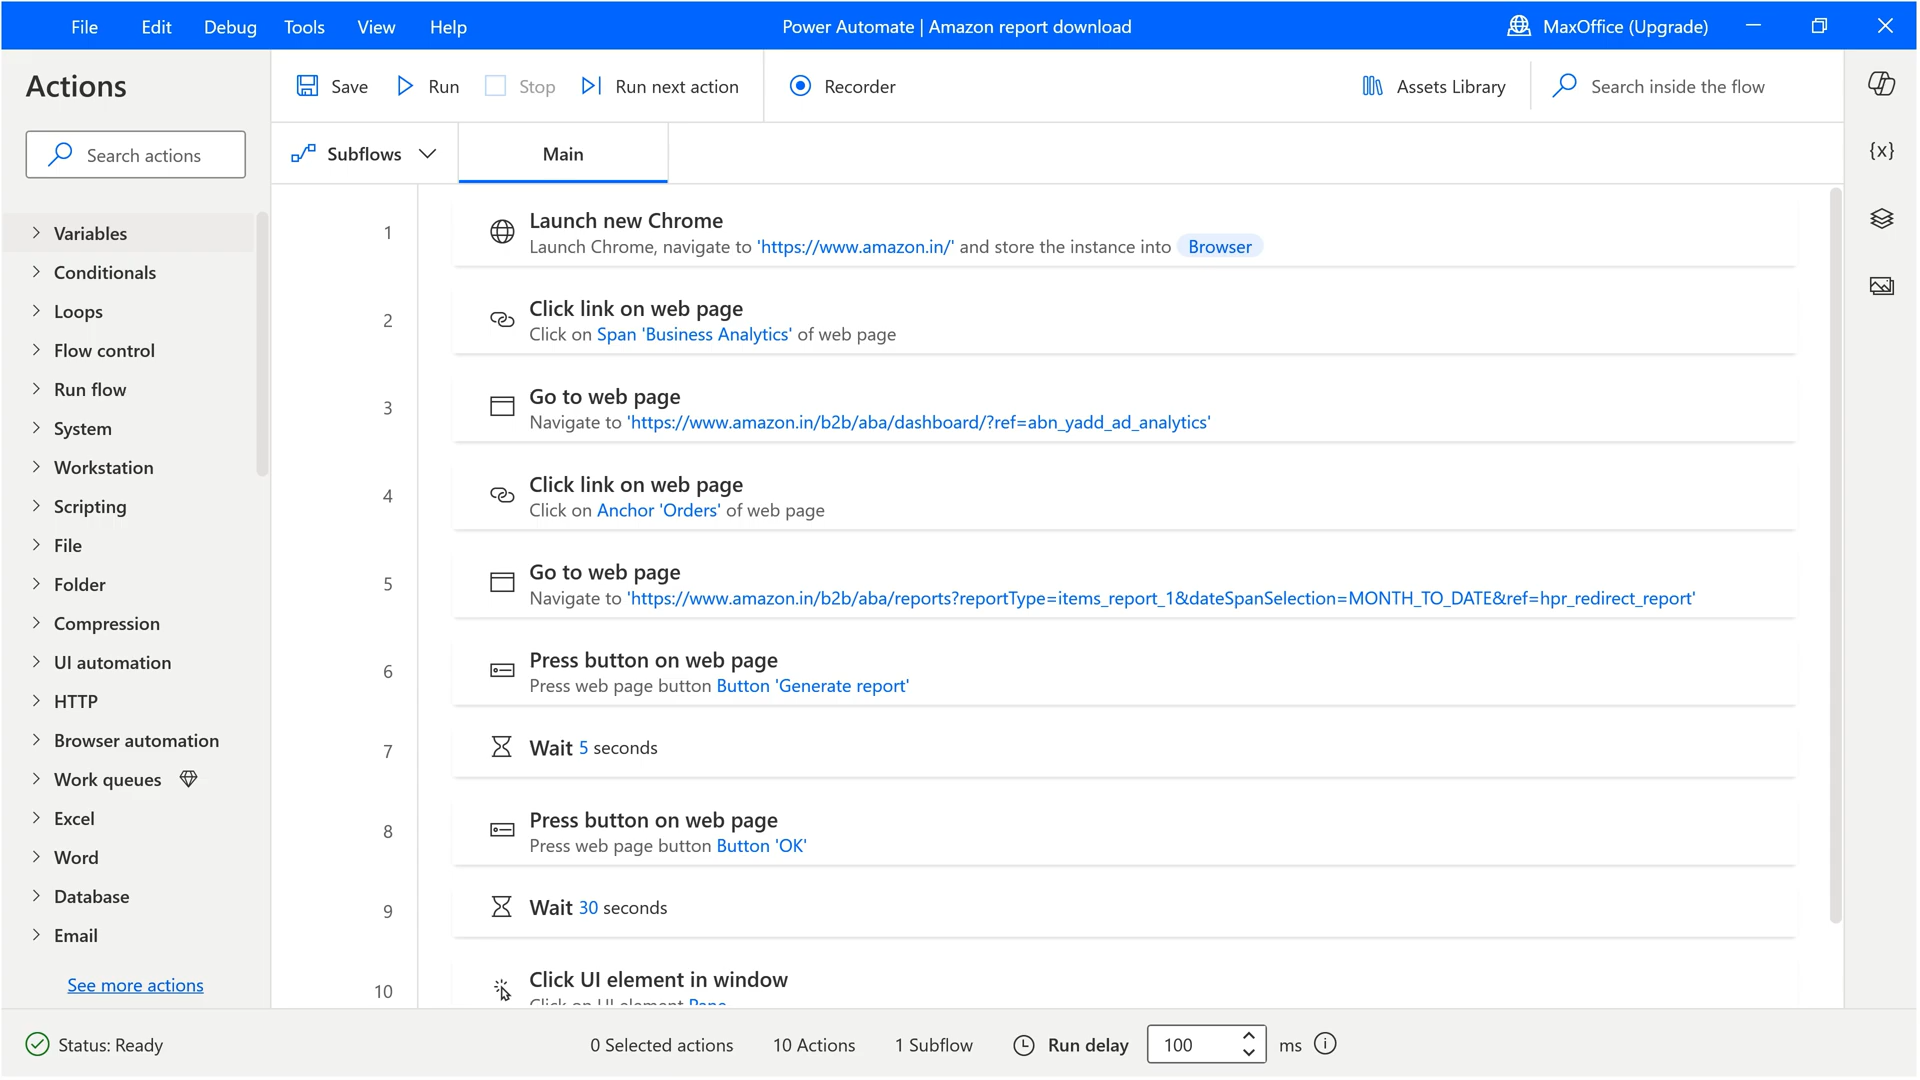 File Edit Debug Tools View Help
Power Automate | Amazon report download
MaxOffice (Upgrade)
Actions
Save Run Stop Run next action Recorder
Assets Library
Search inside the flow
Search actions
Subflows
Main
{x}
Variables
Conditionals
Loops
Flow control
Run flow
System
Workstation
Scripting
File
Folder
Compression
UI automation
HTTP
Browser automation
Work queues
Excel
Word
Database
Email
See more actions
1
Launch new Chrome
Launch Chrome, navigate to 'https://www.amazon.in/' and store the instance into Browser
2
Click link on web page
Click on Span 'Business Analytics' of web page
3
Go to web page
Navigate to 'https://www.amazon.in/b2b/aba/dashboard/?ref=abn_yadd_ad_analytics'
4
Click link on web page
Click on Anchor 'Orders' of web page
5
Go to web page
Navigate to 'https://www.amazon.in/b2b/aba/reports?reportType=items_report_1&dateSpanSelection=MONTH_TO_DATE&ref=hpr_redirect_report'
6
Press button on web page
Press web page button Button 'Generate report'
7
Wait 5 seconds
8
Press button on web page
Press web page button Button 'OK'
9
Wait 30 seconds
10
Click UI element in window
Click on UI element Pane
Status: Ready
0 Selected actions
10 Actions
1 Subflow
Run delay
100
ms